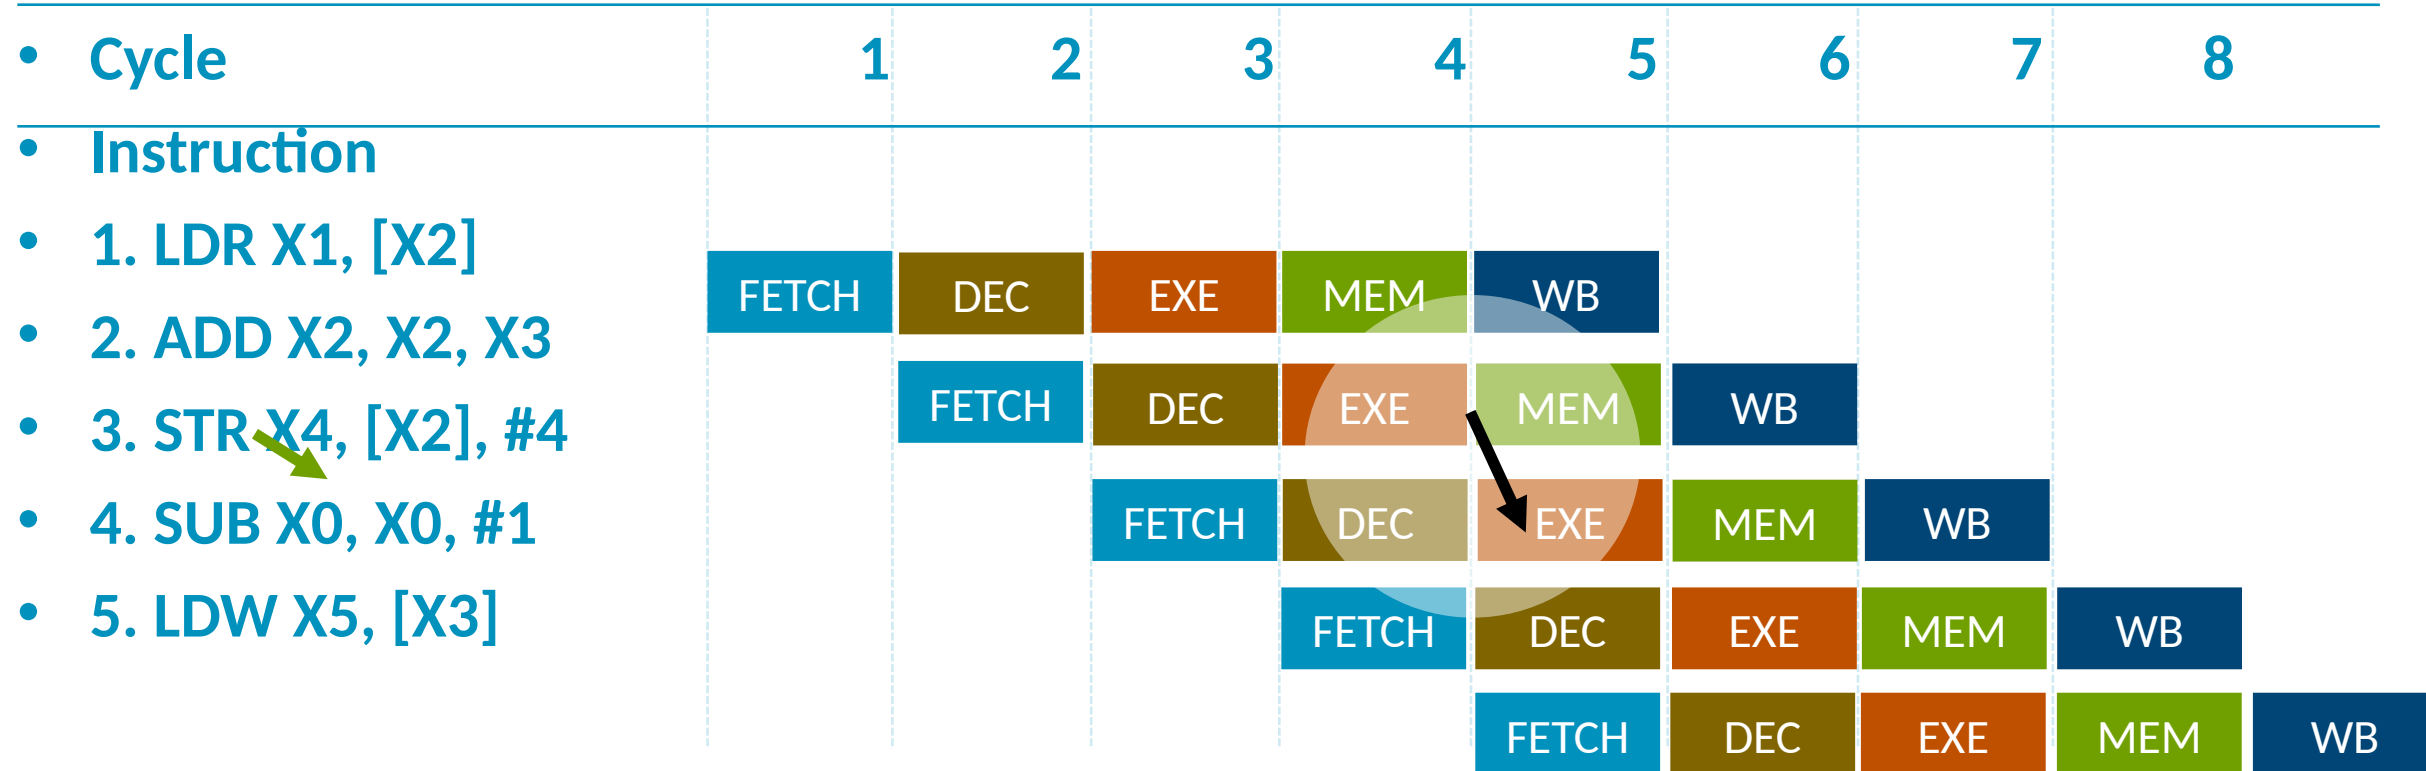 • Cycle 1 2 3 4 5 6 7 8
• Instruction
• 1. LDR X1, [X2]
FETCH DEC EXE MEM WB
• 2. ADD X2, X2, X3
FETCH DEC EXE MEM WB
• 3. STR X4, [X2], #4
FETCH DEC EXE MEM WB
• 4. SUB X0, X0, #1
FETCH DEC EXE MEM WB
• 5. LDW X5, [X3]
FETCH DEC EXE MEM WB